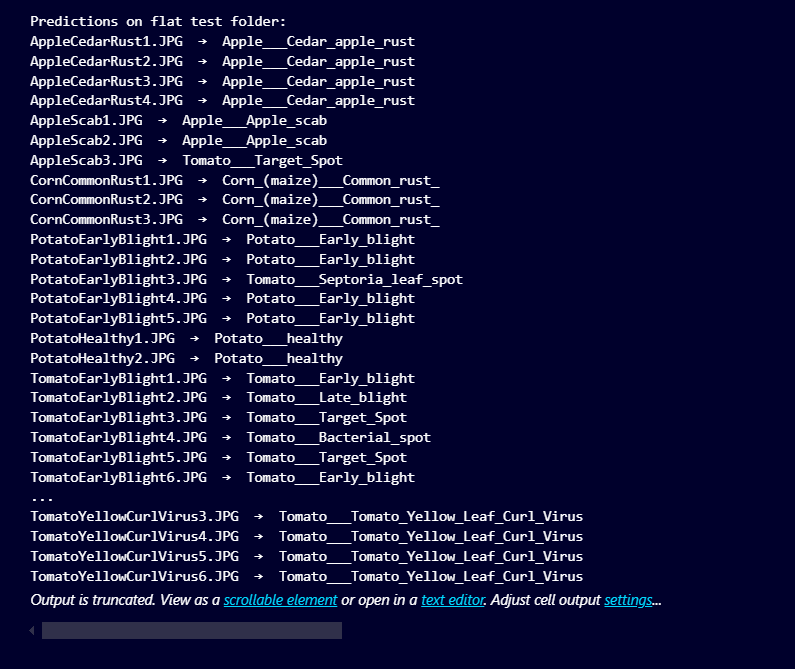 Predictions on flat test folder:
AppleCedarRust1.JPG → Apple___Cedar_apple_rust
AppleCedarRust2.JPG → Apple___Cedar_apple_rust
AppleCedarRust3.JPG → Apple___Cedar_apple_rust
AppleCedarRust4.JPG → Apple___Cedar_apple_rust
AppleScab1.JPG → Apple___Apple_scab
AppleScab2.JPG → Apple___Apple_scab
AppleScab3.JPG → Tomato___Target_Spot
CornCommonRust1.JPG → Corn_(maize)___Common_rust_
CornCommonRust2.JPG → Corn_(maize)___Common_rust_
CornCommonRust3.JPG → Corn_(maize)___Common_rust_
PotatoEarlyBlight1.JPG → Potato___Early_blight
PotatoEarlyBlight2.JPG → Potato___Early_blight
PotatoEarlyBlight3.JPG → Tomato___Septoria_leaf_spot
PotatoEarlyBlight4.JPG → Potato___Early_blight
PotatoEarlyBlight5.JPG → Potato___Early_blight
PotatoHealthy1.JPG → Potato___healthy
PotatoHealthy2.JPG → Potato___healthy
TomatoEarlyBlight1.JPG → Tomato___Early_blight
TomatoEarlyBlight2.JPG → Tomato___Late_blight
TomatoEarlyBlight3.JPG → Tomato___Target_Spot
TomatoEarlyBlight4.JPG → Tomato___Bacterial_spot
TomatoEarlyBlight5.JPG → Tomato___Target_Spot
TomatoEarlyBlight6.JPG → Tomato___Early_blight
...
TomatoYellowCurlVirus3.JPG → Tomato___Tomato_Yellow_Leaf_Curl_Virus
TomatoYellowCurlVirus4.JPG → Tomato___Tomato_Yellow_Leaf_Curl_Virus
TomatoYellowCurlVirus5.JPG → Tomato___Tomato_Yellow_Leaf_Curl_Virus
TomatoYellowCurlVirus6.JPG → Tomato___Tomato_Yellow_Leaf_Curl_Virus
Output is truncated. View as a scrollable element or open in a text editor. Adjust cell output settings...